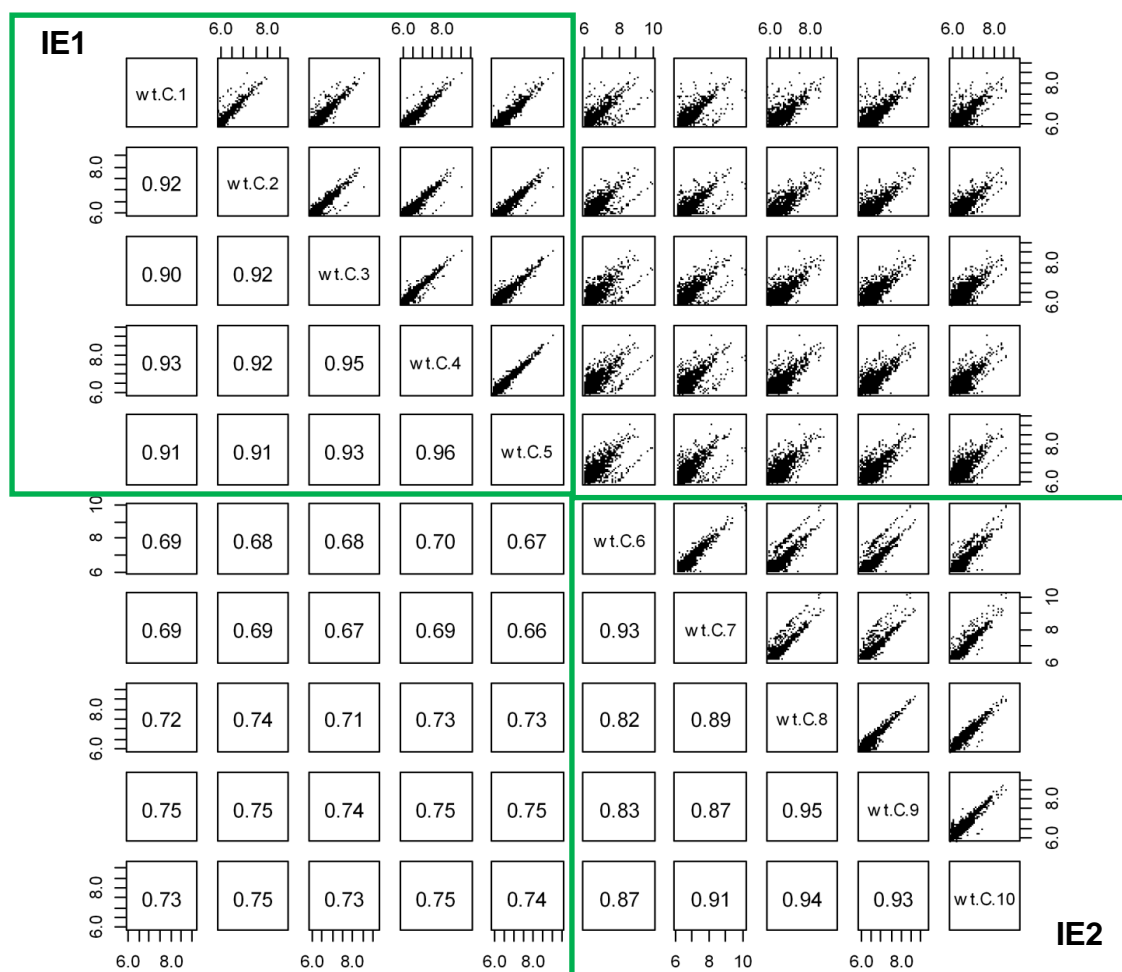 IE1
6.0 8.0 6.0 8.0 6 8 10 6.0 8.0 6.0 8.0
wt.C.1 6.0 8.0
6.0 8.0 0.92 wt.C.2
0.90 0.92 wt.C.3 6.0 8.0
6.0 8.0 0.93 0.92 0.95 wt.C.4
0.91 0.91 0.93 0.96 wt.C.5 6.0 8.0
6 8 10 0.69 0.68 0.68 0.70 0.67 wt.C.6
0.69 0.69 0.67 0.69 0.66 0.93 wt.C.7 6 8 10
6.0 8.0 0.72 0.74 0.71 0.73 0.73 0.82 0.89 wt.C.8
0.75 0.75 0.74 0.75 0.75 0.83 0.87 0.95 wt.C.9 6.0 8.0
6.0 8.0 0.73 0.75 0.73 0.75 0.74 0.87 0.91 0.94 0.93 wt.C.10
IE2
6.0 8.0 6.0 8.0 6.0 8.0 6 8 10 6.0 8.0